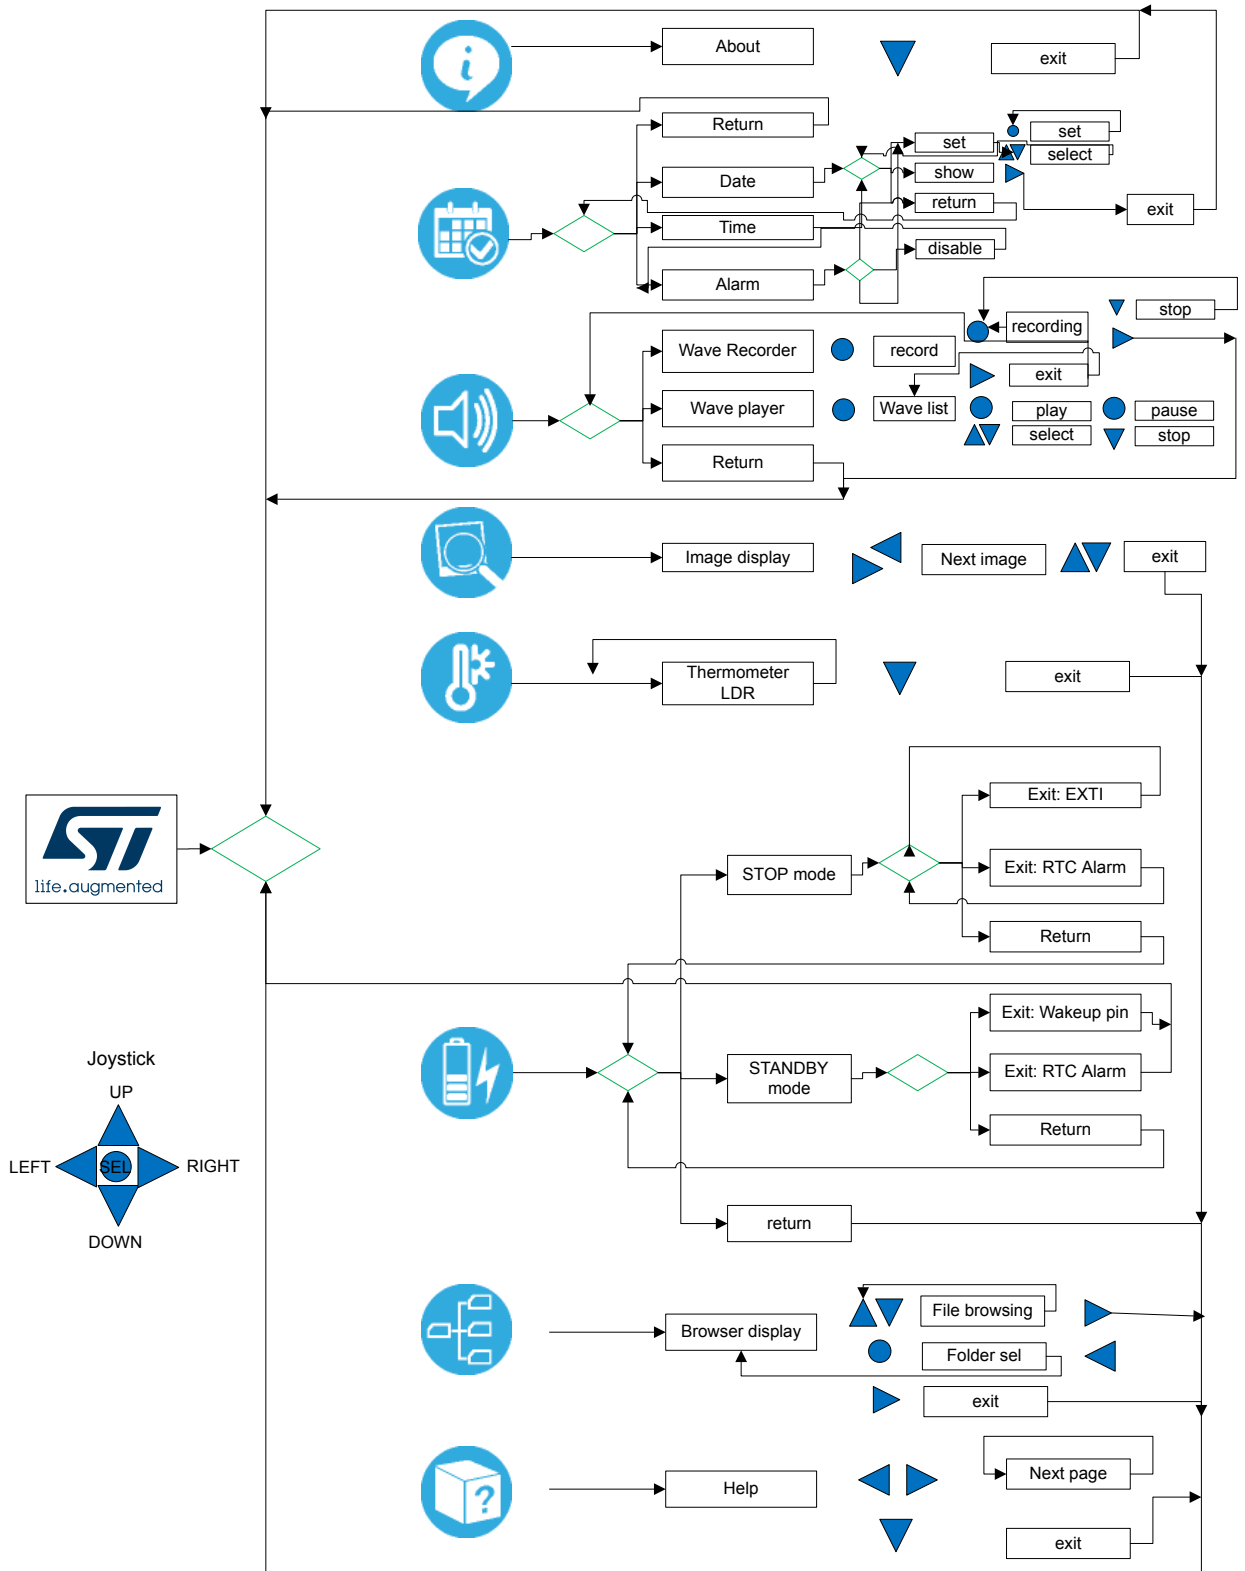 About
exit
Return
set
set
select
Date
show
return
exit
Time
disable
Alarm
stop
recording
Wave Recorder
record
exit
Wave player
Wave list
play
pause
select
stop
Return
Image display
Next image
exit
Thermometer
LDR
exit
ST
life.augmented
Exit: EXTI
STOP mode
Exit: RTC Alarm
Return
Exit: Wakeup pin
STANDBY
mode
Exit: RTC Alarm
Return
return
Joystick
UP
LEFT
SEL
RIGHT
DOWN
File browsing
Browser display
Folder sel
exit
?
Help
Next page
exit